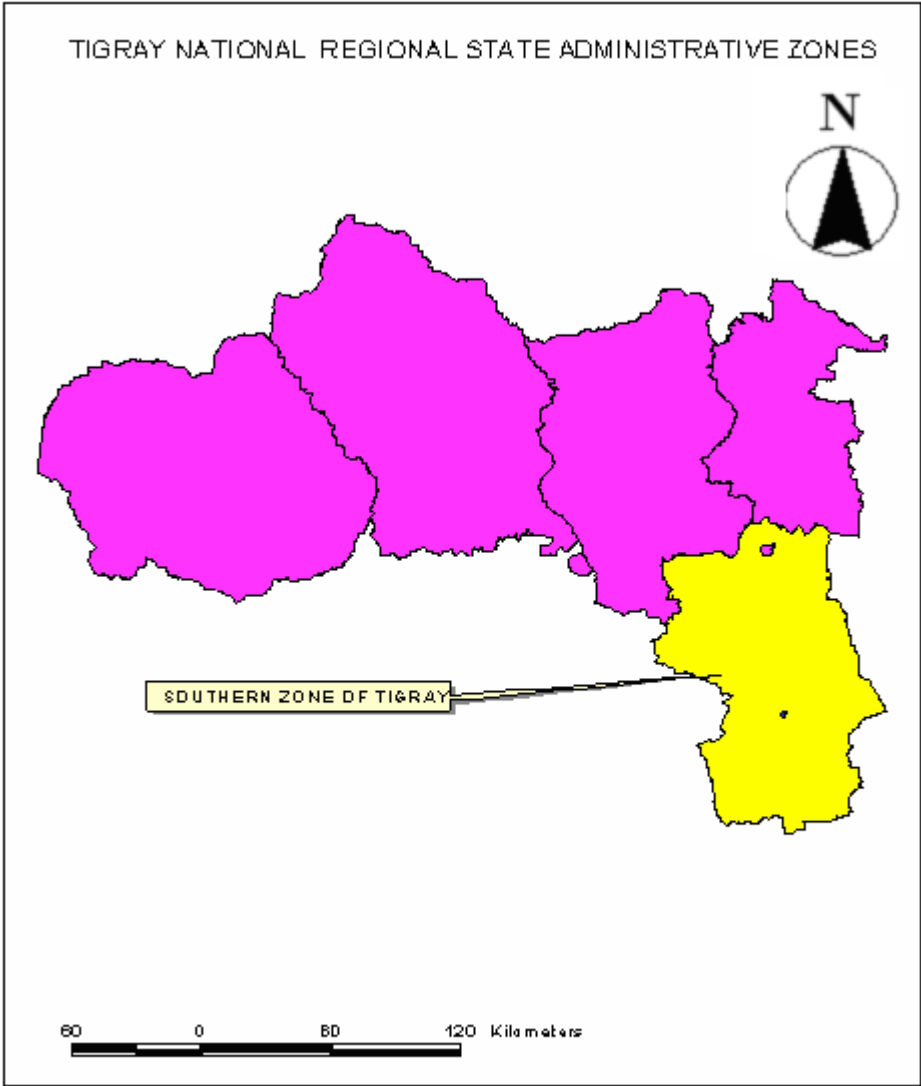 TIGRAY NATIONAL REGIONAL STATE ADMINISTRATIVE ZONES
N
SOUTHERN ZONE OF TIGRAY
60 0 60 120 Kilometers